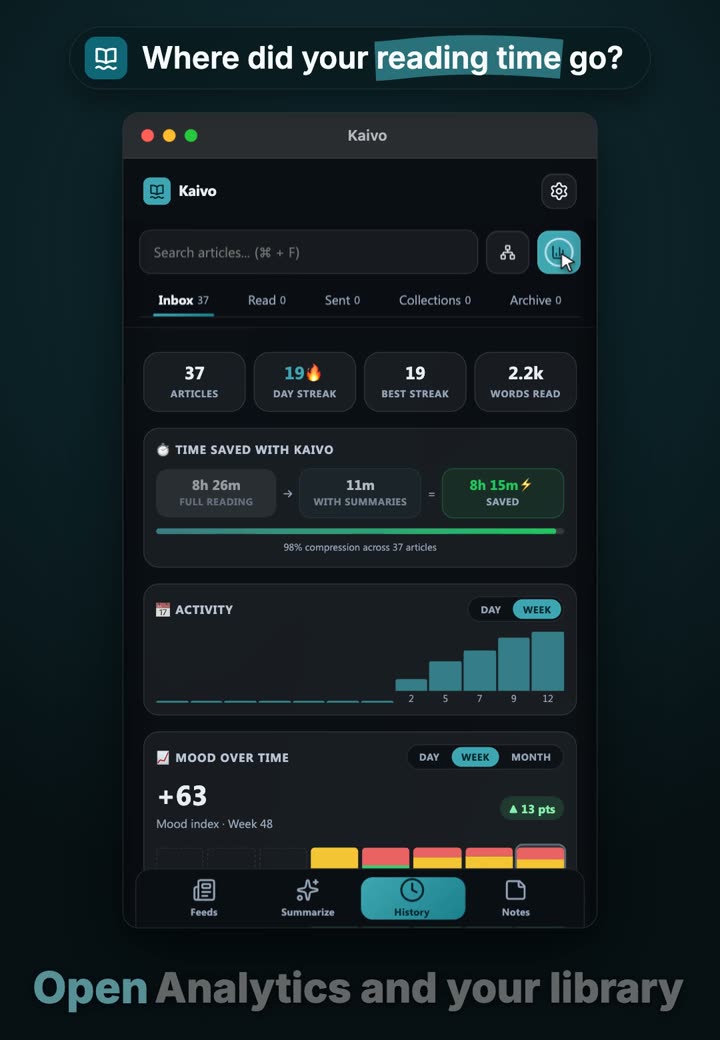 Where did your reading time go?
Kaivo
Kaivo
Search articles... (⌘ + F)
Inbox 37 Read 0 Sent 0 Collections 0 Archive 0
37 19🔥 19 2.2k
ARTICLES DAY STREAK BEST STREAK WORDS READ
⏱️ TIME SAVED WITH KAIVO
8h 26m → 11m = 8h 15m⚡
FULL READING WITH SUMMARIES SAVED
98% compression across 37 articles
📅 ACTIVITY DAY WEEK
2 5 7 9 12
📈 MOOD OVER TIME DAY WEEK MONTH
+63
▲ 13 pts
Mood index · Week 48
Feeds Summarize History Notes
Open Analytics and your library